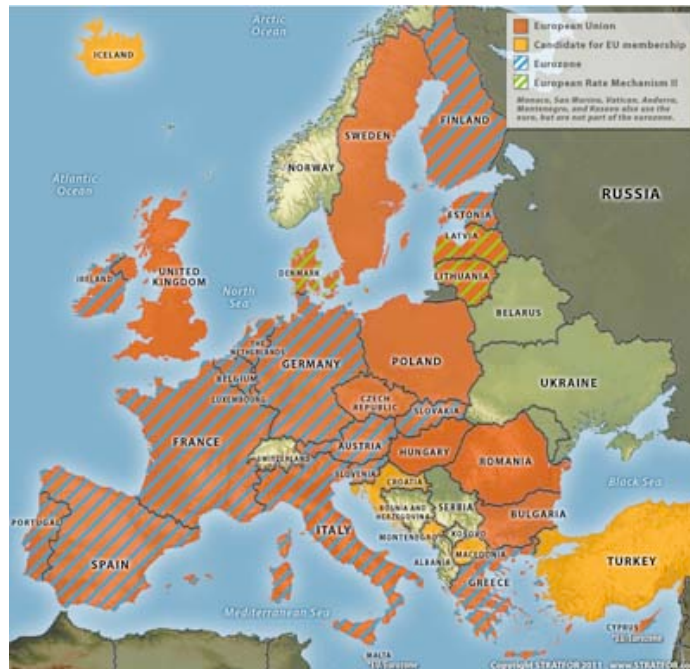 Arctic
Ocean
European Union
Candidate for EU membership
Eurozone
European Rate Mechanism II
Monaco, San Marino, Vatican, Andorra,
Montenegro, and Kosovo also use the
euro, but are not part of the eurozone.
ICELAND
FINLAND
SWEDEN
NORWAY
Atlantic
Ocean
RUSSIA
ESTONIA
LATVIA
DENMARK
LITHUANIA
IRELAND
UNITED
KINGDOM
North
Sea
BELARUS
THE
NETHERLANDS
GERMANY
POLAND
BELGIUM
UKRAINE
LUXEMBOURG
CZECH
REPUBLIC
SLOVAKIA
FRANCE
AUSTRIA
SWITZERLAND
HUNGARY
ROMANIA
SLOVENIA
CROATIA
Black Sea
BOSNIA AND
HERZEGOVINA
SERBIA
BULGARIA
PORTUGAL
SPAIN
ITALY
MONTENEGRO
KOSOVO
ALBANIA
MACEDONIA
TURKEY
GREECE
Mediterranean Sea
CYPRUS
*EU/Eurozone
MALTA
*EU/Eurozone
Copyright STRATFOR 2011 www.STRATFOR